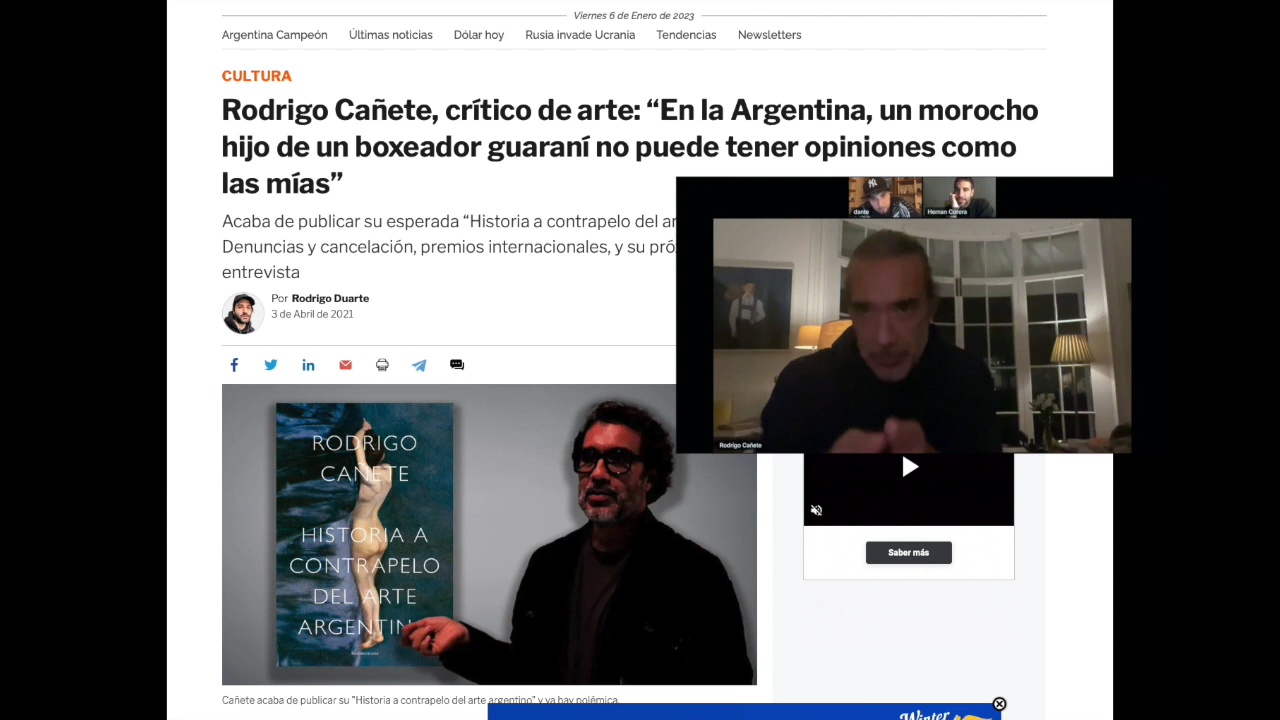 Viernes 6 de Enero de 2023
Argentina Campeón Últimas noticias Dólar hoy Rusia invade Ucrania Tendencias Newsletters
CULTURA
Rodrigo Cañete, crítico de arte: “En la Argentina, un morocho
hijo de un boxeador guaraní no puede tener opiniones como
las mías”
Acaba de publicar su esperada “Historia a contrapelo del ar
Denuncias y cancelación, premios internacionales, y su pró
entrevista
Por Rodrigo Duarte
3 de Abril de 2021
dante
Hernan Corera
Rodrigo Cañete
RODRIGO
CAÑETE
HISTORIA A
CONTRAPELO
DEL ARTE
ARGENTIN
Saber más
Cañete acaba de publicar su "Historia a contrapelo del arte argentino" y ya hay polémica.
Winter